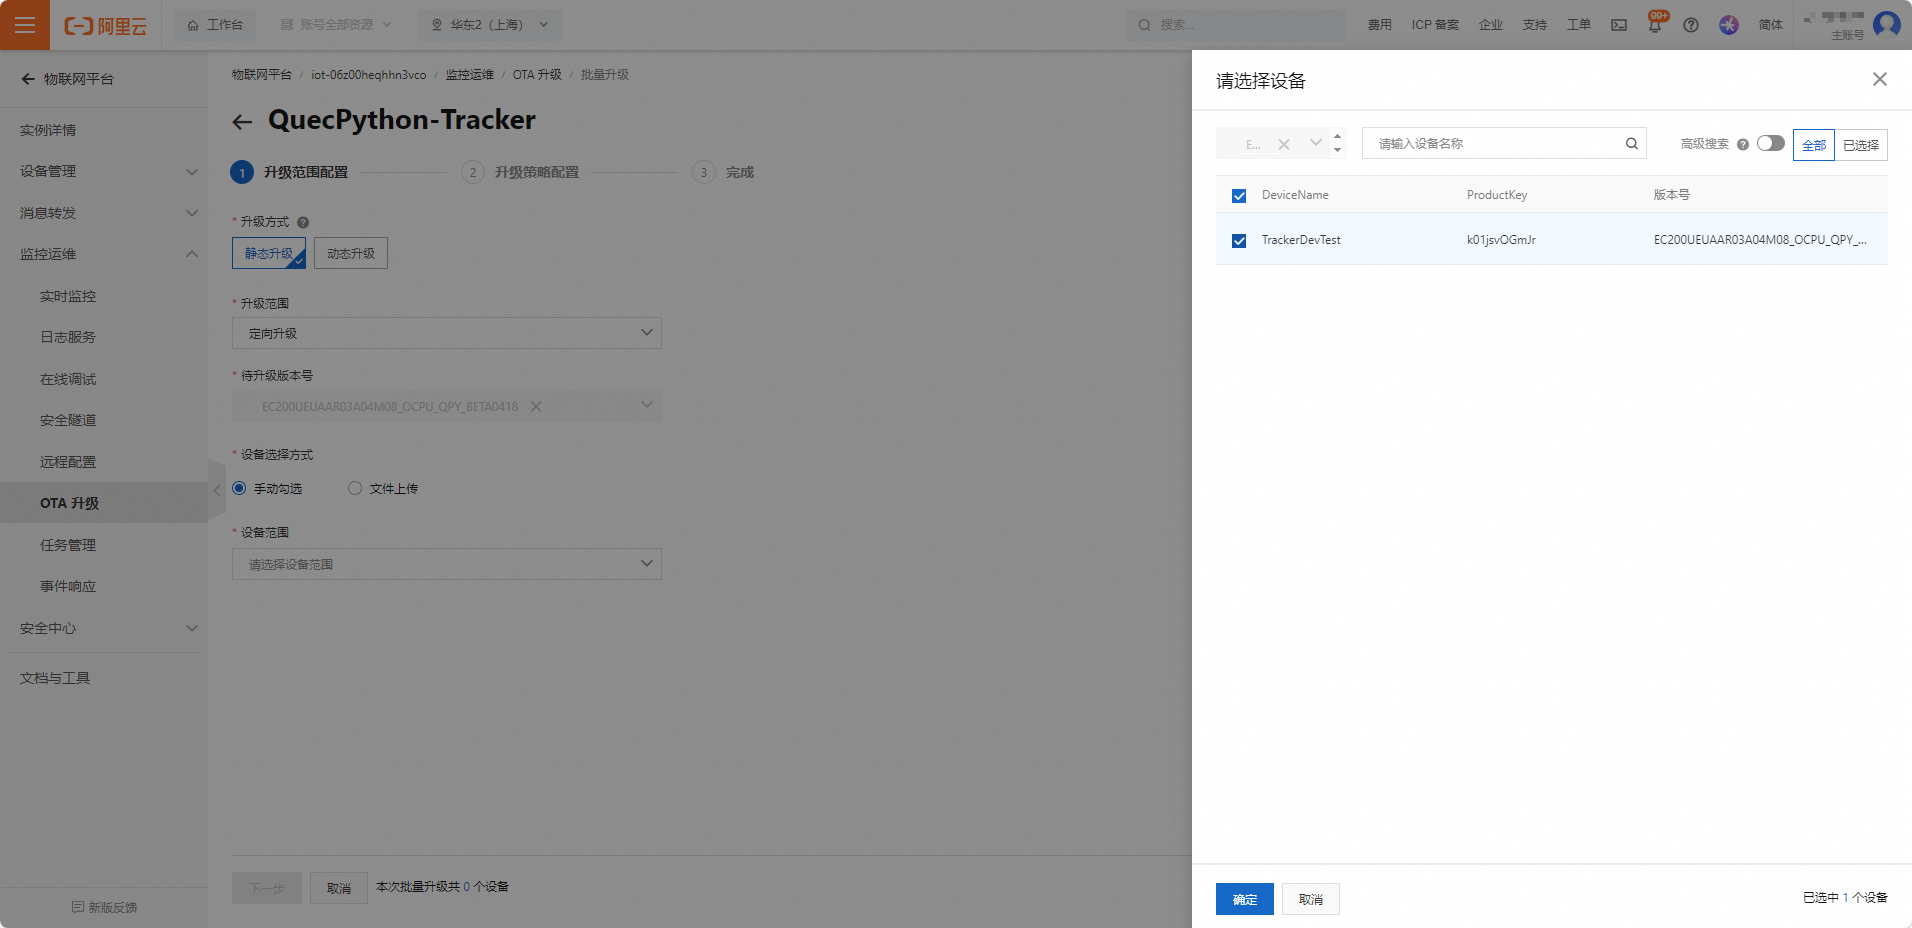 阿里云
工作台
账号全部资源
华东2（上海）
搜索...
费用
ICP 备案
企业
支持
工单
99+
简体
主账号
物联网平台
实例详情
设备管理
消息转发
监控运维
实时监控
日志服务
在线调试
安全隧道
远程配置
OTA 升级
任务管理
事件响应
安全中心
文档与工具
新版反馈
物联网平台 / iot-06z00heqhhn3vco / 监控运维 / OTA 升级 / 批量升级
QuecPython-Tracker
1 升级范围配置
2 升级策略配置
3 完成
* 升级方式
静态升级
动态升级
* 升级范围
定向升级
* 待升级版本号
EC200UEUAAR03A04M08_OCPU_QPY_BETA0418
* 设备选择方式
手动勾选
文件上传
* 设备范围
请选择设备范围
下一步
取消
本次批量升级共 0 个设备
请选择设备
E...
请输入设备名称
高级搜索
全部
已选择
DeviceName ProductKey 版本号
TrackerDevTest k01jsvOGmJr EC200UEUAAR03A04M08_OCPU_QPY_...
确定
取消
已选中 1 个设备